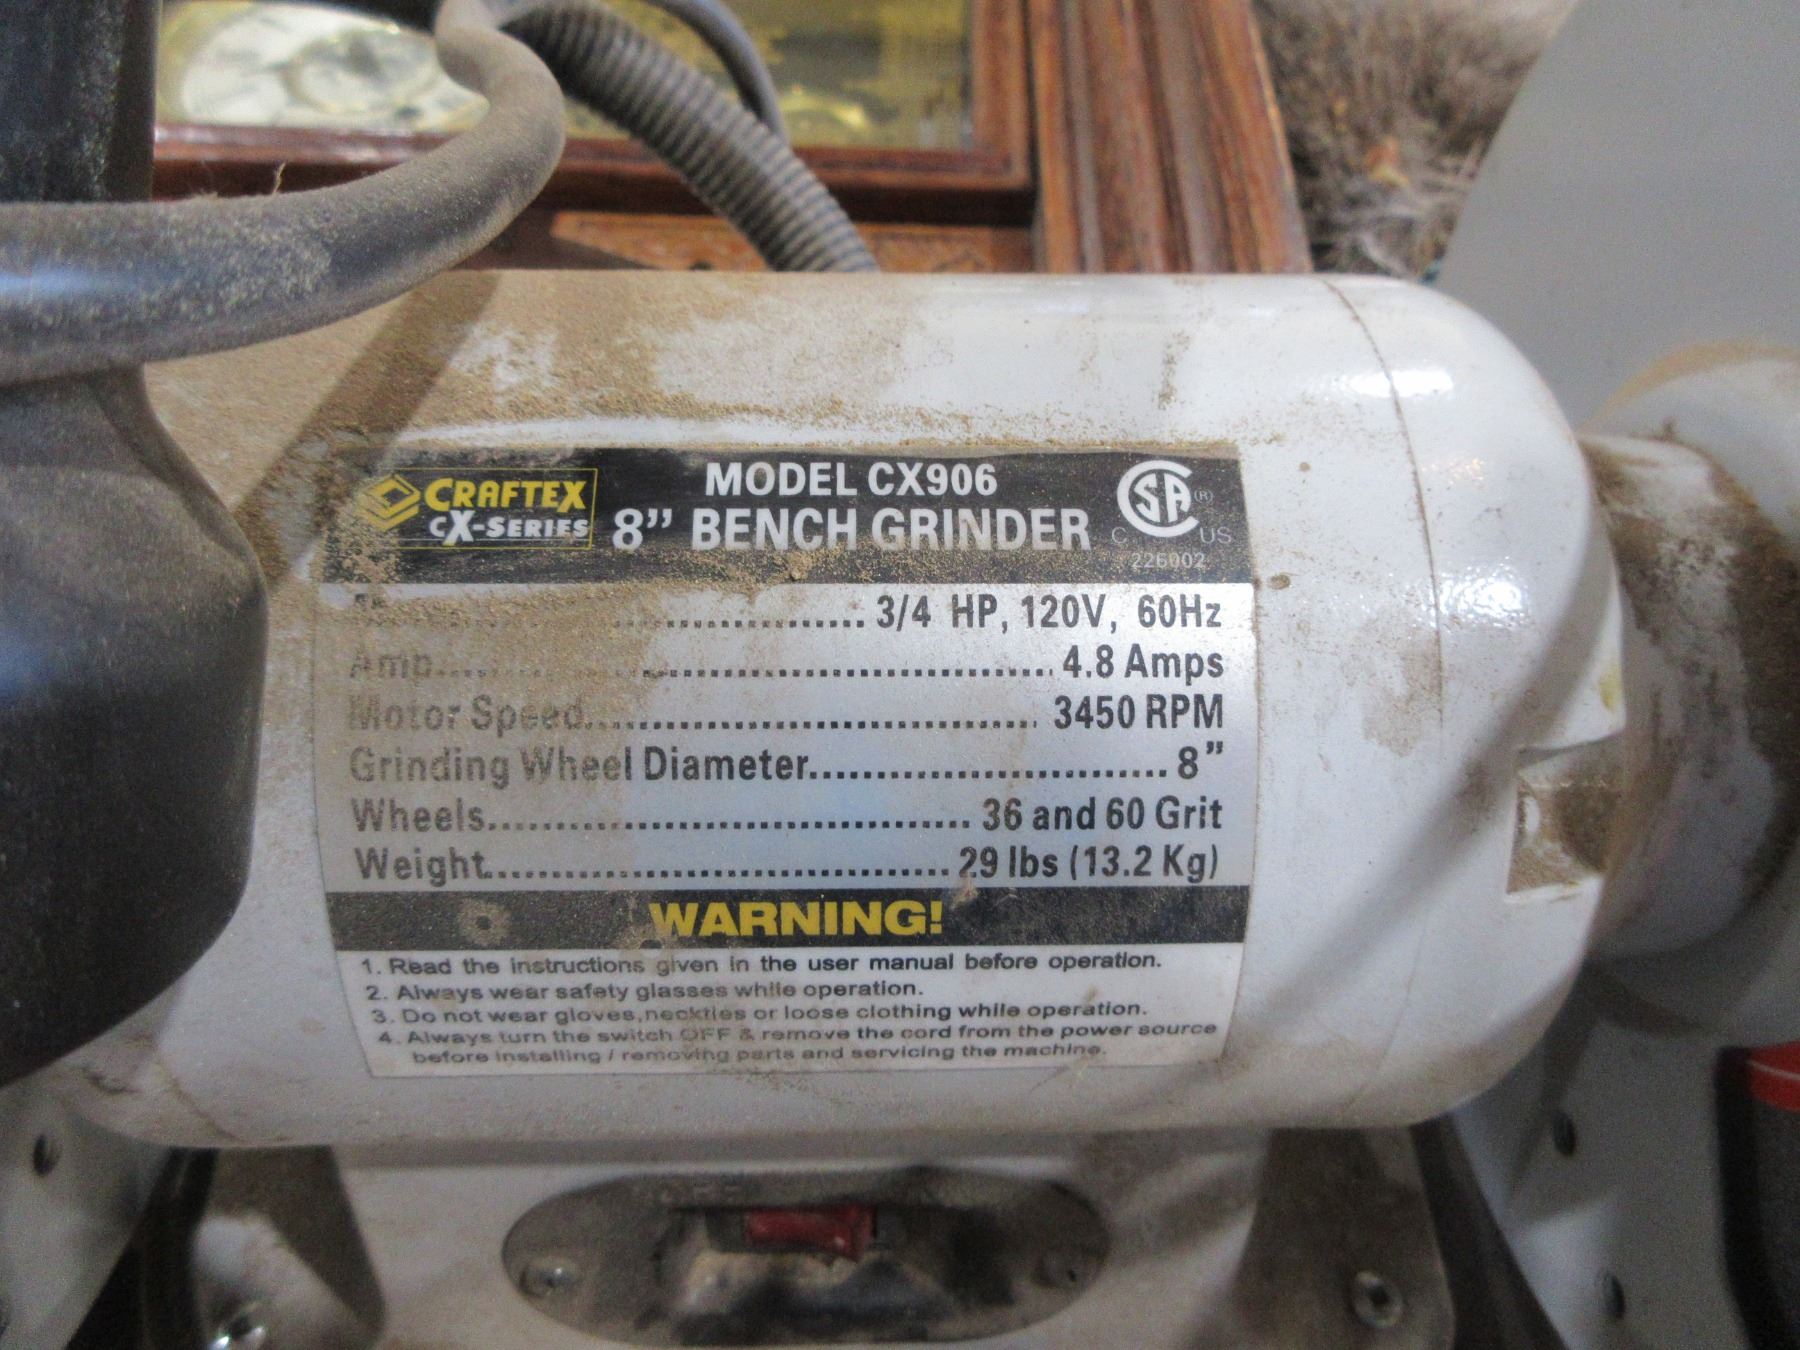 CRAFTEX
CX-SERIES
MODEL CX906
8” BENCH GRINDER
CSA®
C US
226002
.............. 3/4 HP, 120V, 60Hz
Amp.............................. 4.8 Amps
Motor Speed.............................. 3450 RPM
Grinding Wheel Diameter.............................. 8”
Wheels.............................. 36 and 60 Grit
Weight.............................. 29 lbs (13.2 Kg)
WARNING!
1. Read the instructions given in the user manual before operation.
2. Always wear safety glasses while operation.
3. Do not wear gloves,neckties or loose clothing while operation.
4. Always turn the switch OFF & remove the cord from the power source
before installing / removing parts and servicing the machine.